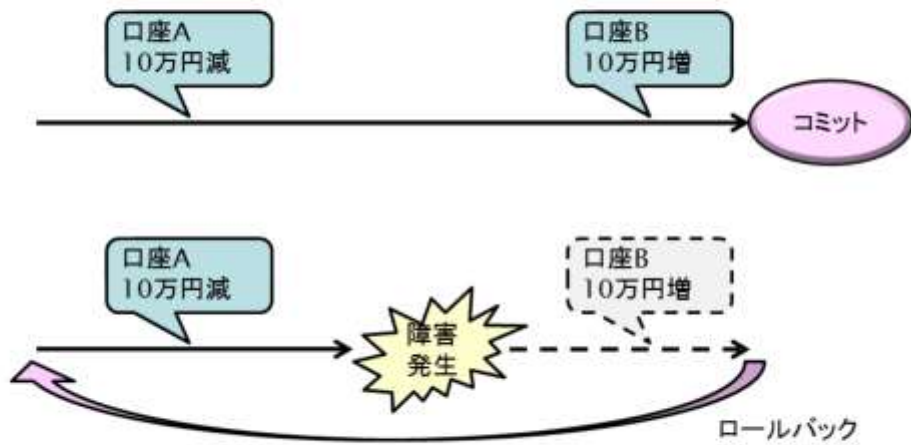 口座A
10万円減
口座B
10万円増
コミット
口座A
10万円減
口座B
10万円増
障害
発生
ロールバック